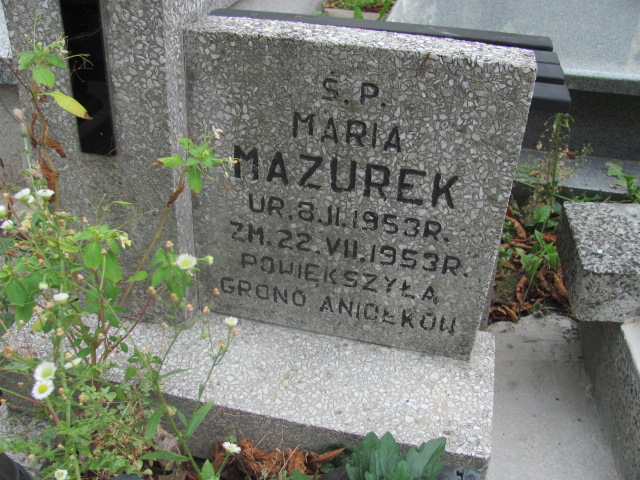 Ś.P.
MARIA
MAZUREK
UR.8.II.1953R.
ZM.22.VII.1953R.
POWIĘKSZYŁA
GRONO ANIOŁKÓW